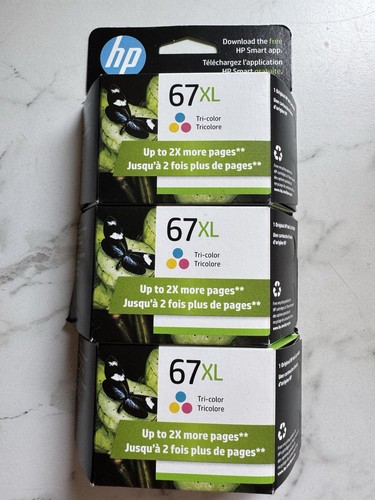 hp
Download the free
HP Smart app.
Téléchargez l'application
HP Smart gratuite.
67XL
Tri-color
Tricolore
Up to 2X more pages**
Jusqu'à 2 fois plus de pages**
67XL
Tri-color
Tricolore
Up to 2X more pages**
Jusqu'à 2 fois plus de pages**
67XL
Tri-color
Tricolore
Up to 2X more pages**
Jusqu'à 2 fois plus de pages**
hp